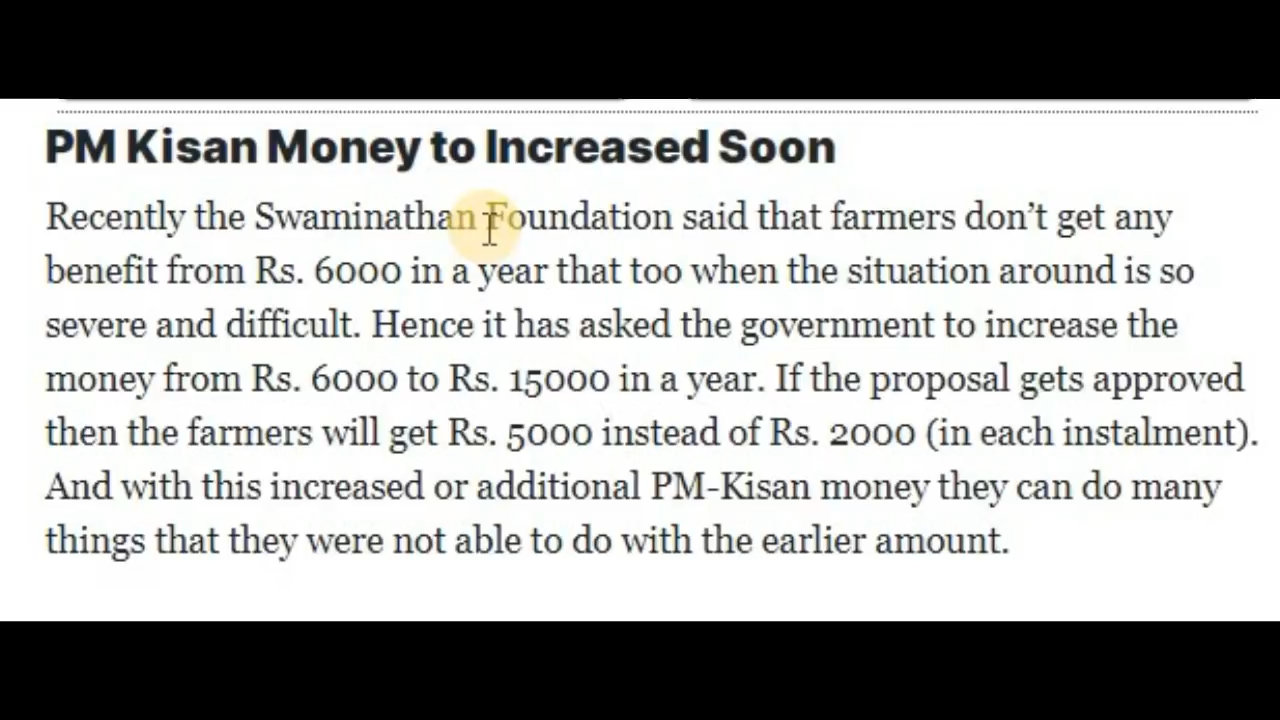 PM Kisan Money to Increased Soon
Recently the Swaminathan Foundation said that farmers don’t get any
benefit from Rs. 6000 in a year that too when the situation around is so
severe and difficult. Hence it has asked the government to increase the
money from Rs. 6000 to Rs. 15000 in a year. If the proposal gets approved
then the farmers will get Rs. 5000 instead of Rs. 2000 (in each instalment).
And with this increased or additional PM-Kisan money they can do many
things that they were not able to do with the earlier amount.